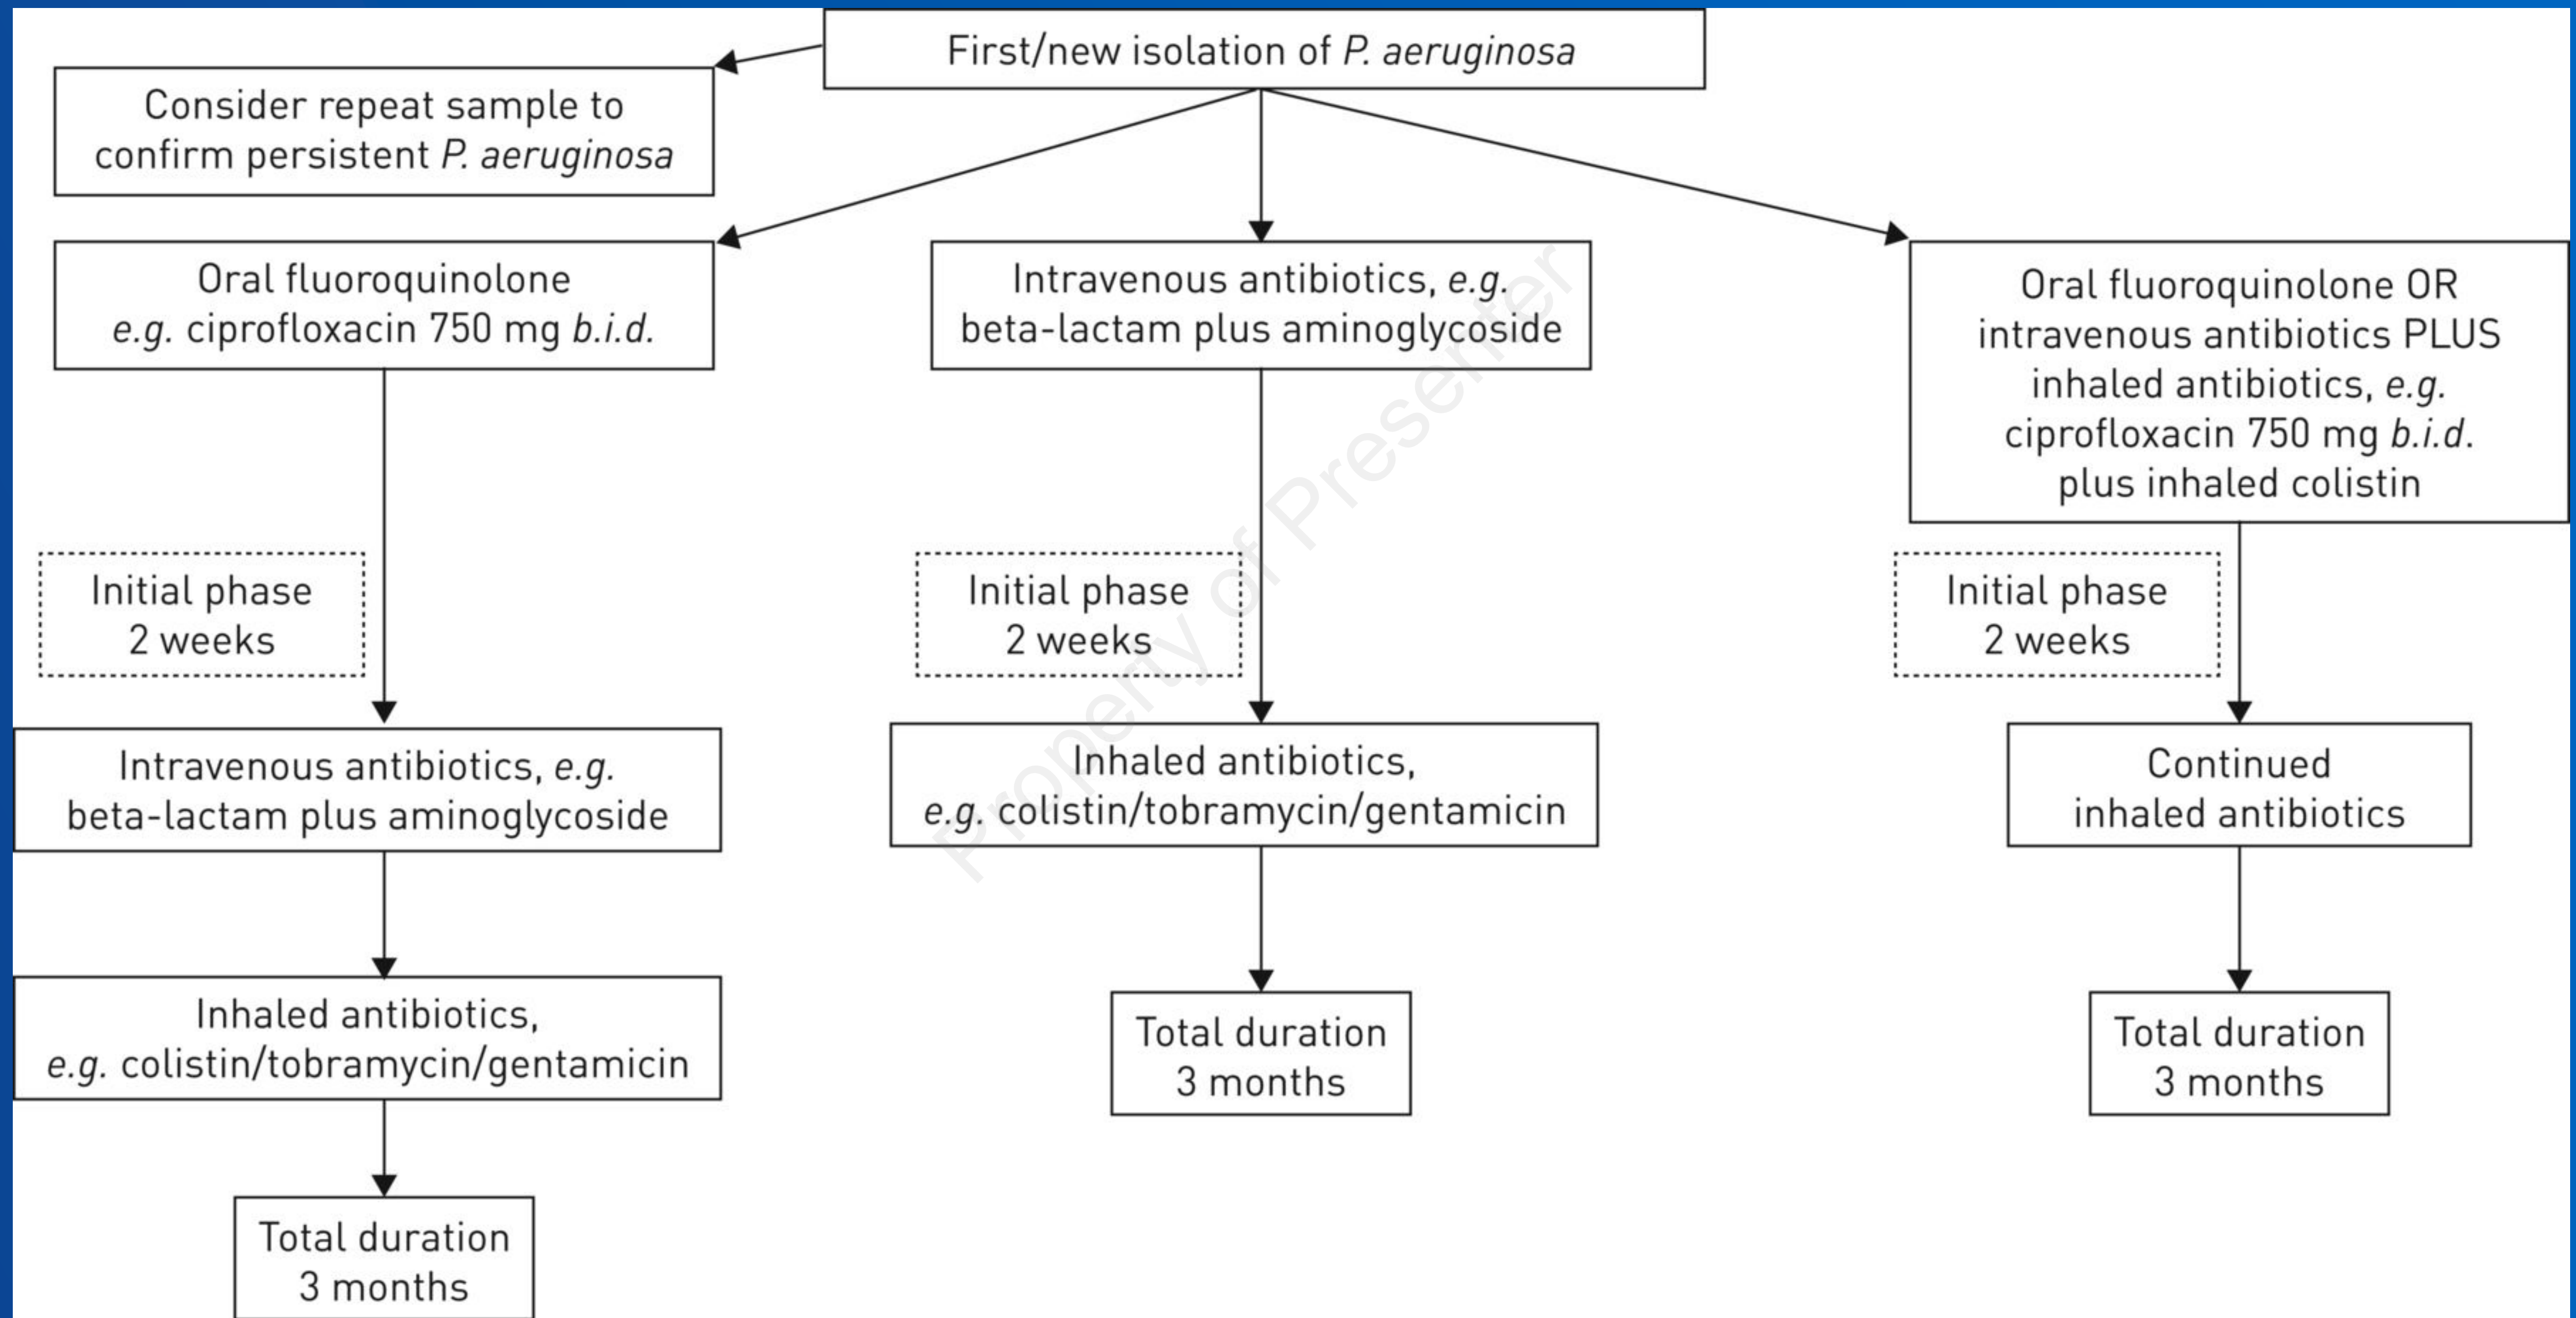 First/new isolation of P. aeruginosa
Consider repeat sample to
confirm persistent P. aeruginosa
Oral fluoroquinolone
e.g. ciprofloxacin 750 mg b.i.d.
Intravenous antibiotics, e.g.
beta-lactam plus aminoglycoside
Oral fluoroquinolone OR
intravenous antibiotics PLUS
inhaled antibiotics, e.g.
ciprofloxacin 750 mg b.i.d.
plus inhaled colistin
Initial phase
2 weeks
Initial phase
2 weeks
Initial phase
2 weeks
Intravenous antibiotics, e.g.
beta-lactam plus aminoglycoside
Inhaled antibiotics,
e.g. colistin/tobramycin/gentamicin
Continued
inhaled antibiotics
Inhaled antibiotics,
e.g. colistin/tobramycin/gentamicin
Total duration
3 months
Total duration
3 months
Total duration
3 months
Property of Presenter